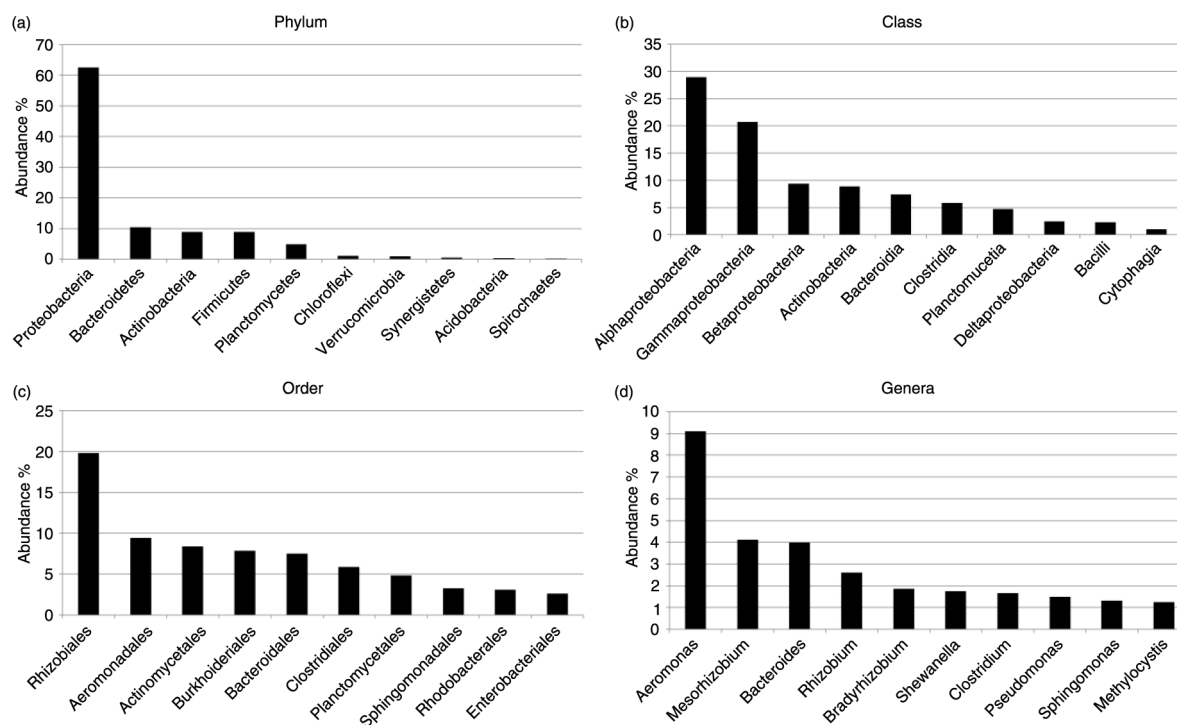 (a)
Phylum
Abundance %
70
60
50
40
30
20
10
0
Proteobacteria
Bacteroidetes
Actinobacteria
Firmicutes
Planctomycetes
Chloroflexi
Verrucomicrobia
Synergistetes
Acidobacteria
Spirochaetes
(b)
Class
Abundance %
35
30
25
20
15
10
5
0
Alphaproteobacteria
Gammaproteobacteria
Betaproteobacteria
Actinobacteria
Bacteroidia
Clostridia
Planctomucetia
Deltaproteobacteria
Bacilli
Cytophagia
(c)
Order
Abundance %
25
20
15
10
5
0
Rhizobiales
Aeromonadales
Actinomycetales
Burkholderiales
Bacteroidales
Clostridiales
Planctomycetales
Sphingomonadales
Rhodobacterales
Enterobacteriales
(d)
Genera
Abundance %
10
9
8
7
6
5
4
3
2
1
0
Aeromonas
Mesorhizobium
Bacteroides
Rhizobium
Bradyrhizobium
Shewanella
Clostridium
Pseudomonas
Sphingomonas
Methylocystis